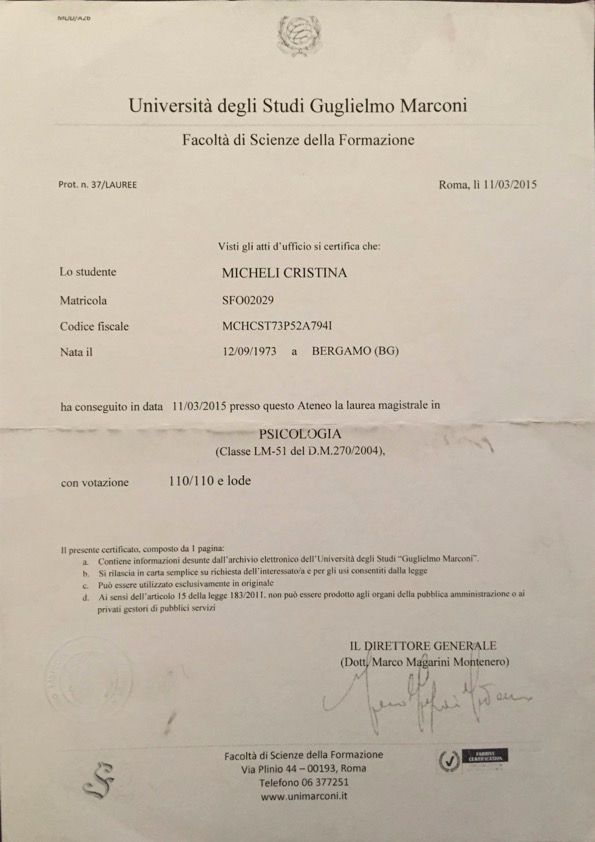 MOD/A26
Università degli Studi Guglielmo Marconi
Facoltà di Scienze della Formazione
Prot. n. 37/LAUREE Roma, lì 11/03/2015
Visti gli atti d'ufficio si certifica che:
Lo studente MICHELI CRISTINA
Matricola SFO02029
Codice fiscale MCHCST73P52A794I
Nata il 12/09/1973 a BERGAMO (BG)
ha conseguito in data 11/03/2015 presso questo Ateneo la laurea magistrale in
PSICOLOGIA
(Classe LM-51 del D.M.270/2004),
con votazione 110/110 e lode
Il presente certificato, composto da 1 pagina:
a. Contiene informazioni desunte dall'archivio elettronico dell'Università degli Studi “Guglielmo Marconi”.
b. Si rilascia in carta semplice su richiesta dell'interessato/a e per gli usi consentiti dalla legge
c. Può essere utilizzato esclusivamente in originale
d. Ai sensi dell'articolo 15 della legge 183/2011, non può essere prodotto agli organi della pubblica amministrazione o ai
privati gestori di pubblici servizi
IL DIRETTORE GENERALE
(Dott. Marco Magarini Montenero)
Facoltà di Scienze della Formazione
Via Plinio 44 – 00193, Roma
Telefono 06 377251
www.unimarconi.it